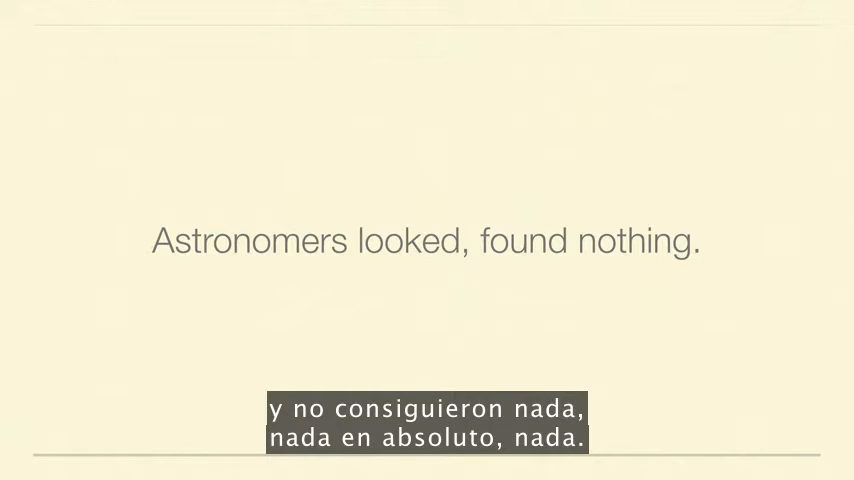 Astronomers looked, found nothing.
y no consiguieron nada,
nada en absoluto, nada.